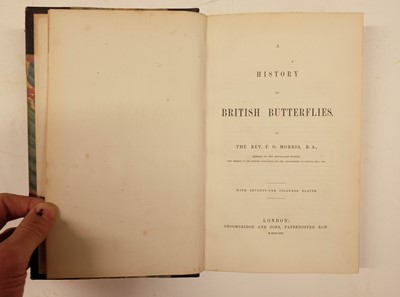 A
HISTORY
OF
BRITISH BUTTERFLIES.
BY
THE REV. F. O. MORRIS, B.A.,
WITH SEVENTY-ONE COLOURED PLATES.
LONDON:
GROOMBRIDGE AND SONS, PATERNOSTER ROW.